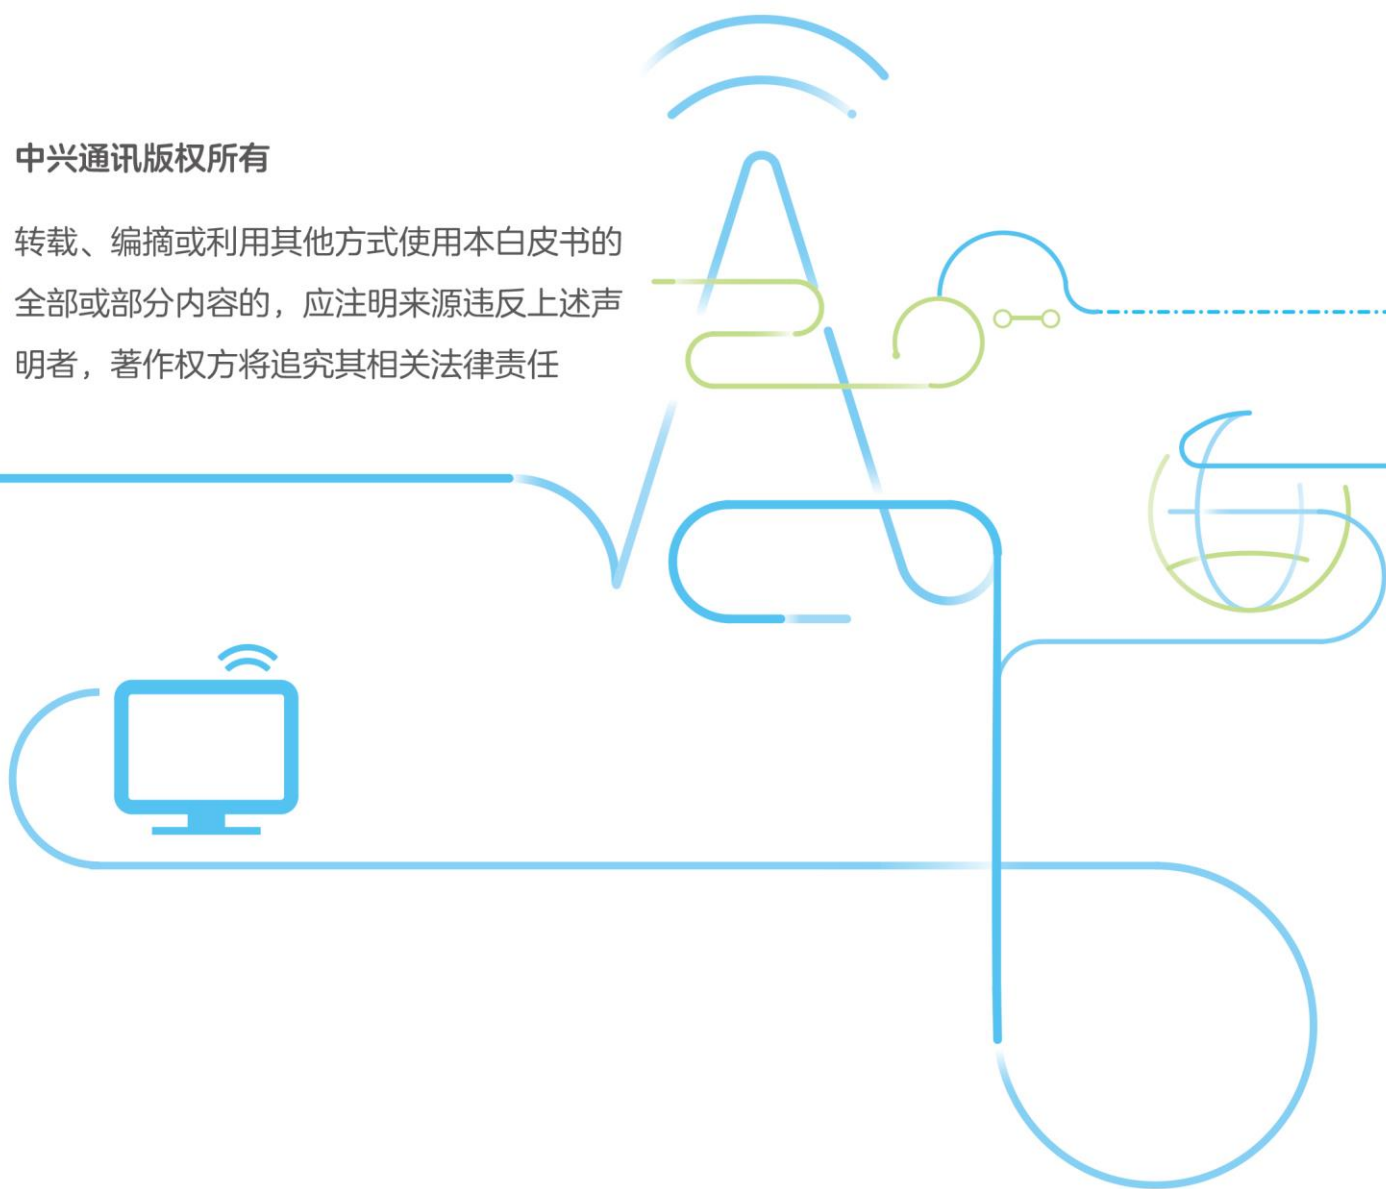 中兴通讯版权所有
转载、编摘或利用其他方式使用本白皮书的
全部或部分内容的，应注明来源违反上述声
明者，著作权方将追究其相关法律责任